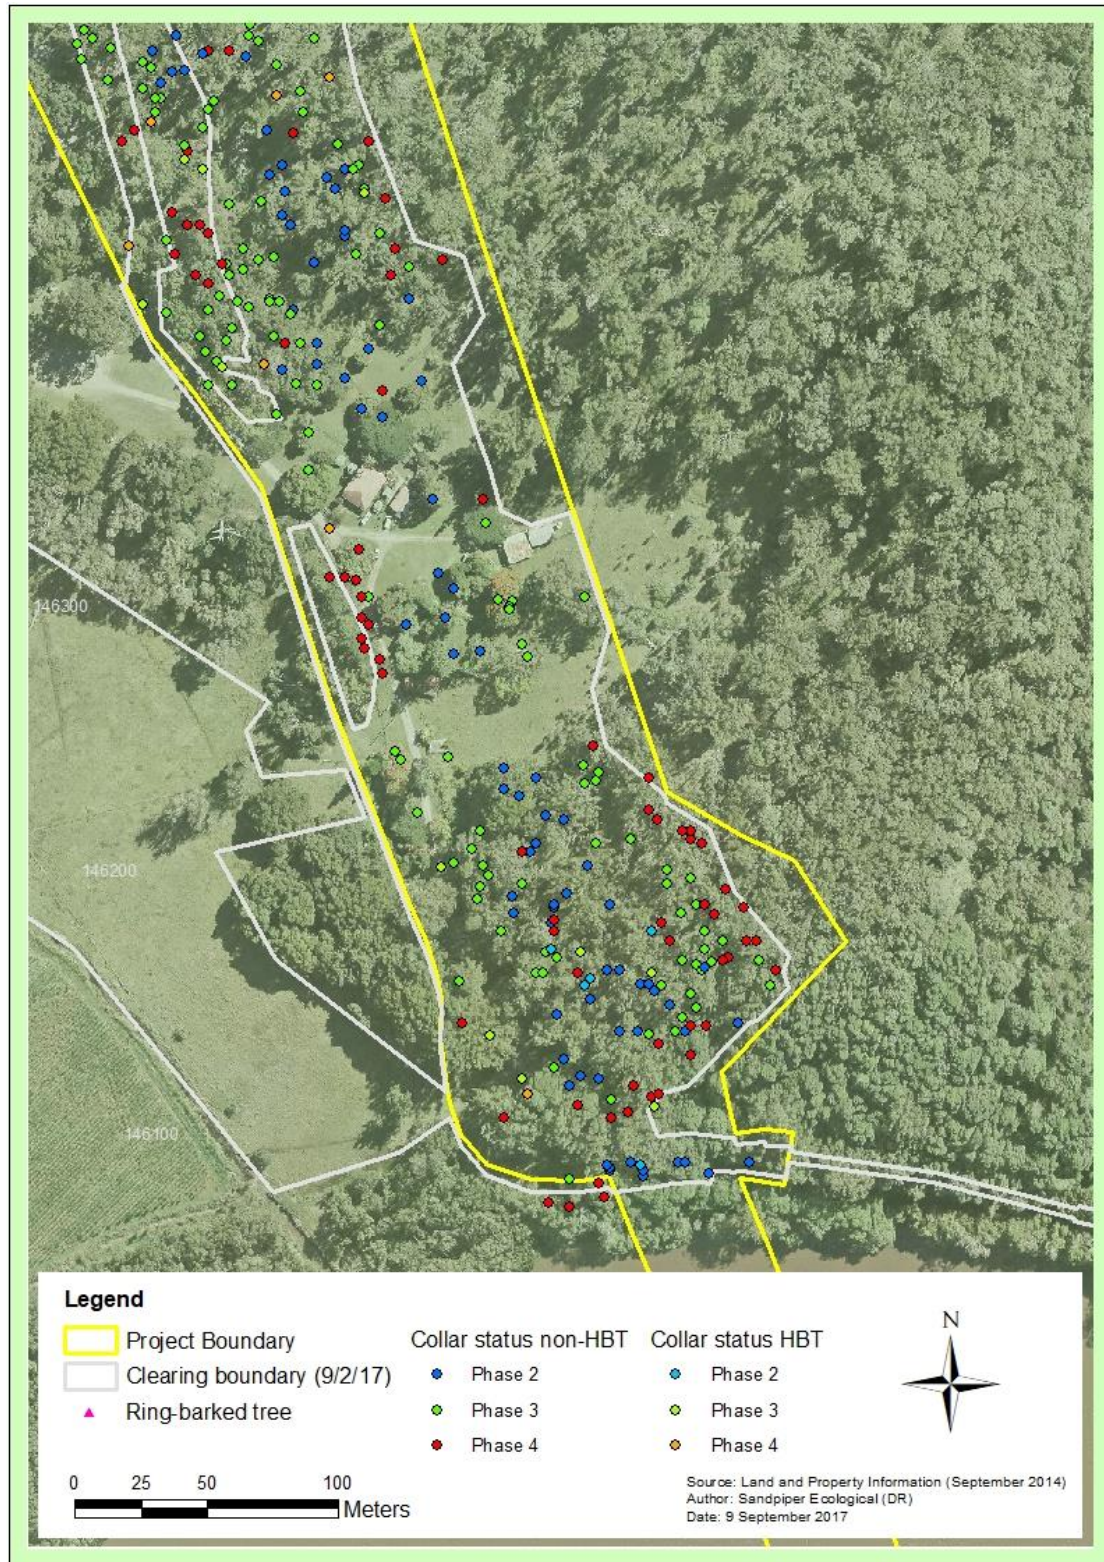 146300
146200
146100
Legend
Project Boundary
Clearing boundary (9/2/17)
Ring-barked tree
0 25 50 100
Meters
Collar status non-HBT
Phase 2
Phase 3
Phase 4
Collar status HBT
Phase 2
Phase 3
Phase 4
N
Source: Land and Property Information (September 2014)
Author: Sandpiper Ecological (DR)
Date: 9 September 2017